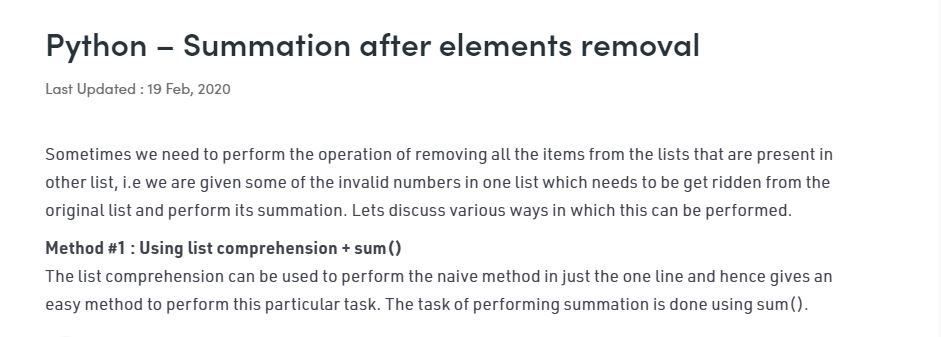 Python – Summation after elements removal
Last Updated : 19 Feb, 2020
Sometimes we need to perform the operation of removing all the items from the lists that are present in
other list, i.e we are given some of the invalid numbers in one list which needs to be get ridden from the
original list and perform its summation. Lets discuss various ways in which this can be performed.
Method #1 : Using list comprehension + sum()
The list comprehension can be used to perform the naive method in just the one line and hence gives an
easy method to perform this particular task. The task of performing summation is done using sum().